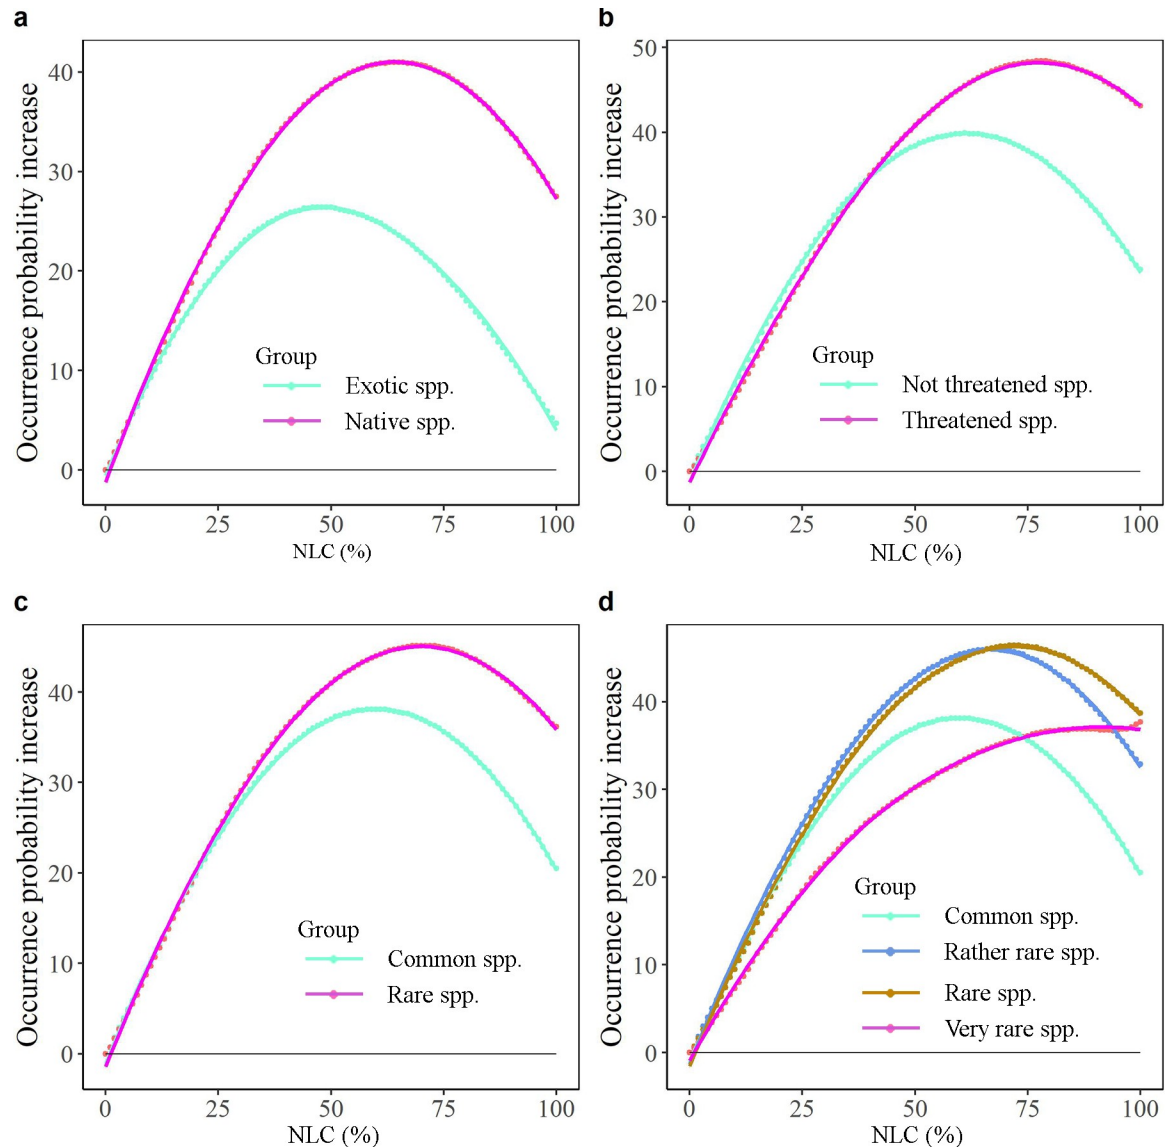 a
Occurrence probability increase
40
30
20
10
0
Group
Exotic spp.
Native spp.
0 25 50 75 100
NLC (%)
b
Occurrence probability increase
50
40
30
20
10
0
Group
Not threatened spp.
Threatened spp.
0 25 50 75 100
NLC (%)
c
Occurrence probability increase
40
30
20
10
0
Group
Common spp.
Rare spp.
0 25 50 75 100
NLC (%)
d
Occurrence probability increase
40
30
20
10
0
Group
Common spp.
Rather rare spp.
Rare spp.
Very rare spp.
0 25 50 75 100
NLC (%)